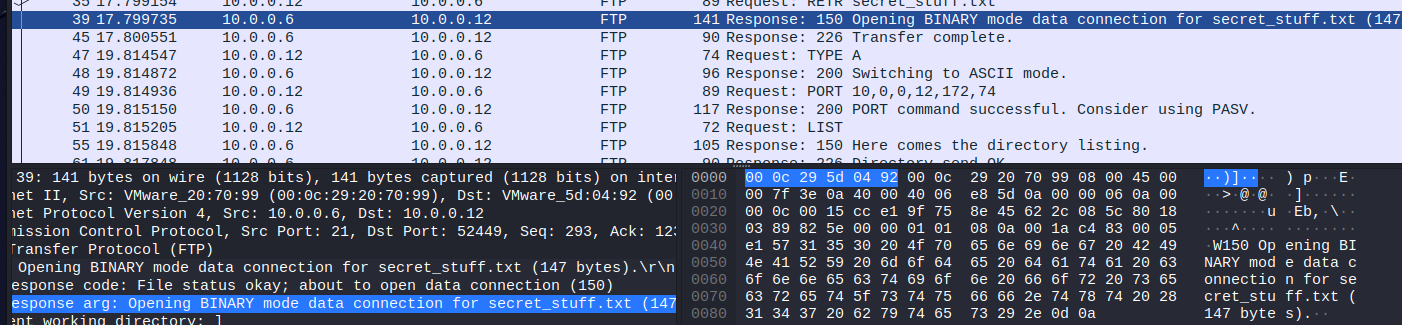 35 17.799154 10.0.0.12 10.0.0.6 FTP 89 Request: RETR secret_stuff.txt
39 17.799735 10.0.0.6 10.0.0.12 FTP 141 Response: 150 Opening BINARY mode data connection for secret_stuff.txt (147
45 17.800551 10.0.0.6 10.0.0.12 FTP 90 Response: 226 Transfer complete.
47 19.814547 10.0.0.12 10.0.0.6 FTP 74 Request: TYPE A
48 19.814872 10.0.0.6 10.0.0.12 FTP 96 Response: 200 Switching to ASCII mode.
49 19.814936 10.0.0.12 10.0.0.6 FTP 89 Request: PORT 10,0,0,12,172,74
50 19.815150 10.0.0.6 10.0.0.12 FTP 117 Response: 200 PORT command successful. Consider using PASV.
51 19.815205 10.0.0.12 10.0.0.6 FTP 72 Request: LIST
55 19.815848 10.0.0.6 10.0.0.12 FTP 105 Response: 150 Here comes the directory listing.
61 19.817848 10.0.0.6 10.0.0.12 FTP 90 Response: 226 Directory send OK.
39: 141 bytes on wire (1128 bits), 141 bytes captured (1128 bits) on inter
net II, Src: VMware_20:70:99 (00:0c:29:20:70:99), Dst: VMware_5d:04:92 (00
net Protocol Version 4, Src: 10.0.0.6, Dst: 10.0.0.12
mission Control Protocol, Src Port: 21, Dst Port: 52449, Seq: 293, Ack: 123
Transfer Protocol (FTP)
Opening BINARY mode data connection for secret_stuff.txt (147 bytes).\r\n
esponse code: File status okay; about to open data connection (150)
esponse arg: Opening BINARY mode data connection for secret_stuff.txt (147
ent working directory: ]
0000 00 0c 29 5d 04 92 00 0c 29 20 70 99 08 00 45 00 ··)]···· ) p···E·
0010 00 7f 3e 0a 40 00 40 06 e8 5d 0a 00 00 06 0a 00 ··>·@·@· ·]······
0020 00 0c 00 15 cc e1 9f 75 8e 45 62 2c 08 5c 80 18 ·······u ·Eb,·\··
0030 03 89 82 5e 00 00 01 01 08 0a 00 1a c4 83 00 05 ···^···· ········
0040 e1 57 31 35 30 20 4f 70 65 6e 69 6e 67 20 42 49 ·W150 Op ening BI
0050 4e 41 52 59 20 6d 6f 64 65 20 64 61 74 61 20 63 NARY mod e data c
0060 6f 6e 6e 65 63 74 69 6f 6e 20 66 6f 72 20 73 65 onnectio n for se
0070 63 72 65 74 5f 73 74 75 66 66 2e 74 78 74 20 28 cret_stu ff.txt (
0080 31 34 37 20 62 79 74 65 73 29 2e 0d 0a 147 byte s).··